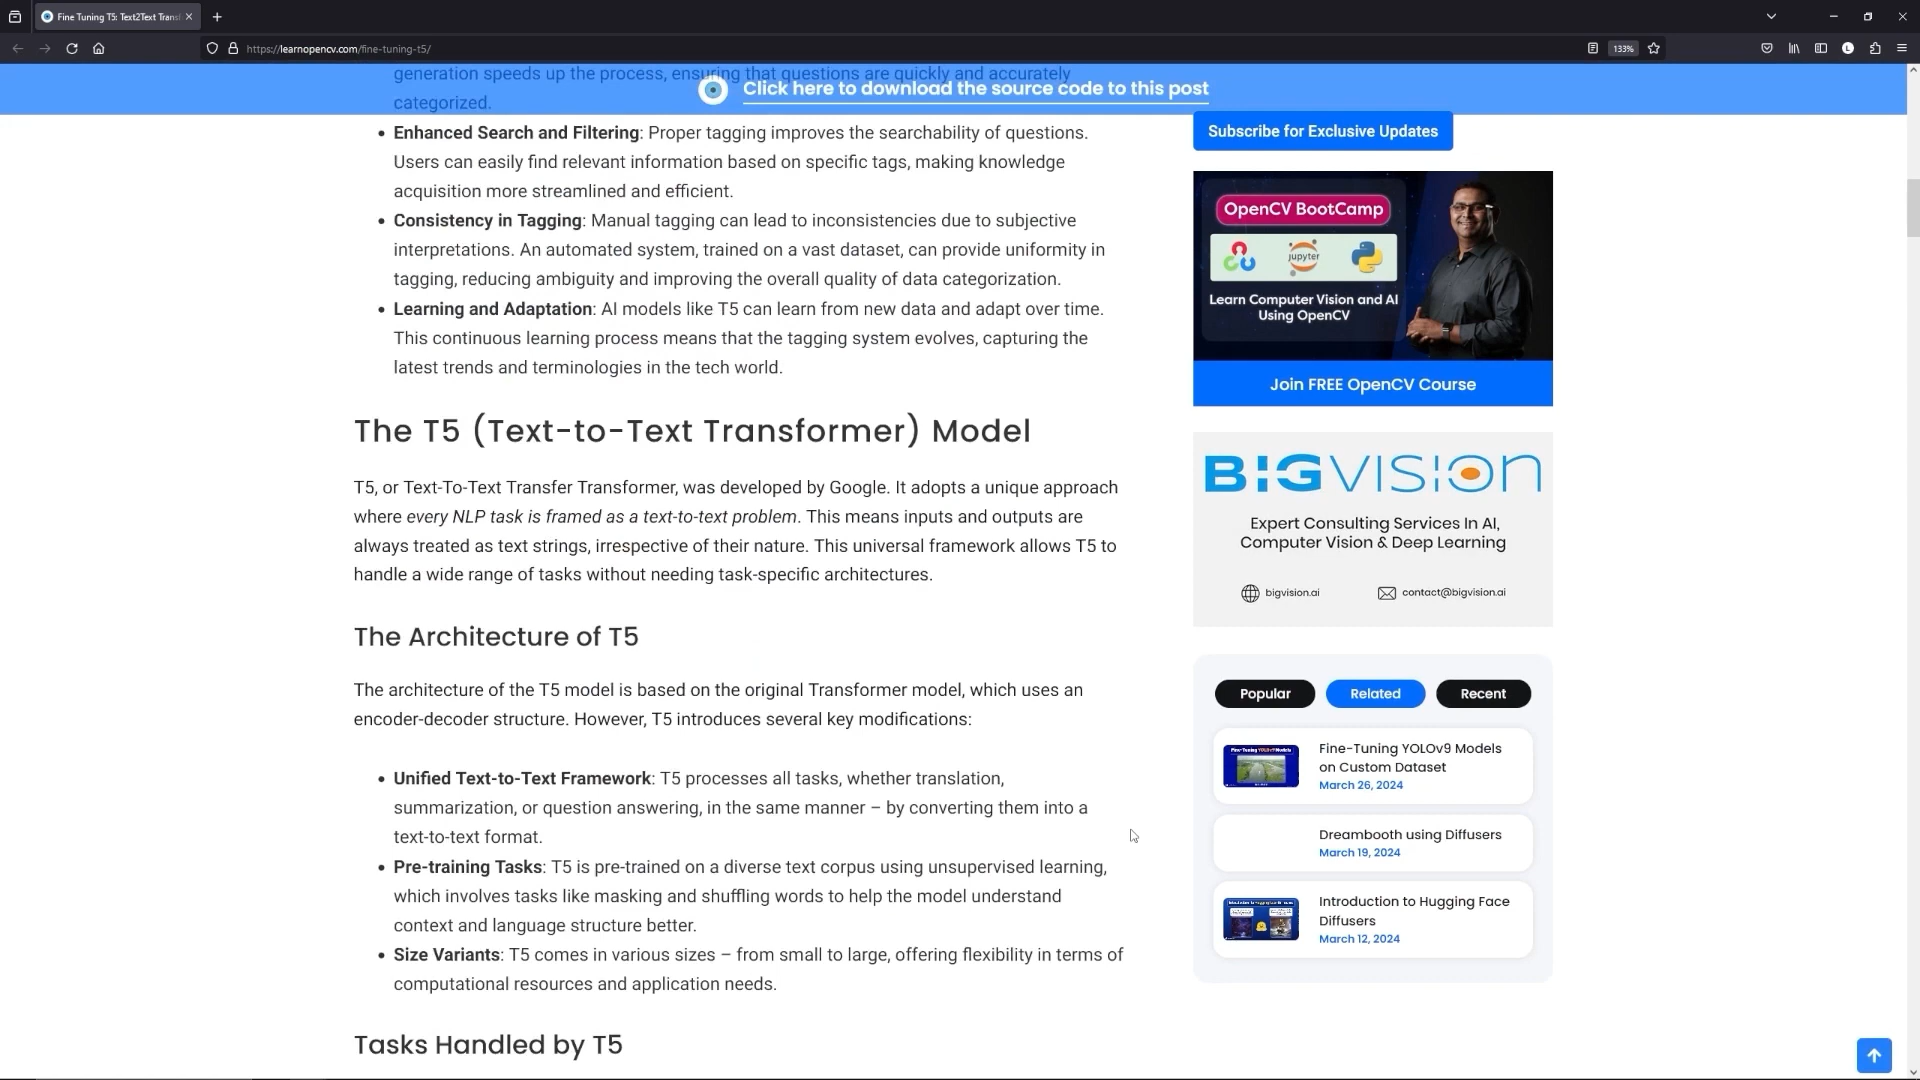 Fine Tuning T5: Text2Text Transf
https://learnopencv.com/fine-tuning-t5/
133%
generation speeds up the process, ensuring that questions are quickly and accurately
categorized.
Click here to download the source code to this post
Enhanced Search and Filtering: Proper tagging improves the searchability of questions.
Users can easily find relevant information based on specific tags, making knowledge
acquisition more streamlined and efficient.
Consistency in Tagging: Manual tagging can lead to inconsistencies due to subjective
interpretations. An automated system, trained on a vast dataset, can provide uniformity in
tagging, reducing ambiguity and improving the overall quality of data categorization.
Learning and Adaptation: AI models like T5 can learn from new data and adapt over time.
This continuous learning process means that the tagging system evolves, capturing the
latest trends and terminologies in the tech world.
The T5 (Text-to-Text Transformer) Model
T5, or Text-To-Text Transfer Transformer, was developed by Google. It adopts a unique approach
where every NLP task is framed as a text-to-text problem. This means inputs and outputs are
always treated as text strings, irrespective of their nature. This universal framework allows T5 to
handle a wide range of tasks without needing task-specific architectures.
The Architecture of T5
The architecture of the T5 model is based on the original Transformer model, which uses an
encoder-decoder structure. However, T5 introduces several key modifications:
Unified Text-to-Text Framework: T5 processes all tasks, whether translation,
summarization, or question answering, in the same manner – by converting them into a
text-to-text format.
Pre-training Tasks: T5 is pre-trained on a diverse text corpus using unsupervised learning,
which involves tasks like masking and shuffling words to help the model understand
context and language structure better.
Size Variants: T5 comes in various sizes – from small to large, offering flexibility in terms of
computational resources and application needs.
Tasks Handled by T5
Subscribe for Exclusive Updates
OpenCV BootCamp
jupyter
Learn Computer Vision and AI
Using OpenCV
Join FREE OpenCV Course
BIGVISION
Expert Consulting Services In AI,
Computer Vision & Deep Learning
bigvision.ai
contact@bigvision.ai
Popular
Related
Recent
Fine-Tuning YOLOv9 Models
on Custom Dataset
March 26, 2024
Dreambooth using Diffusers
March 19, 2024
Introduction to Hugging Face
Diffusers
March 12, 2024